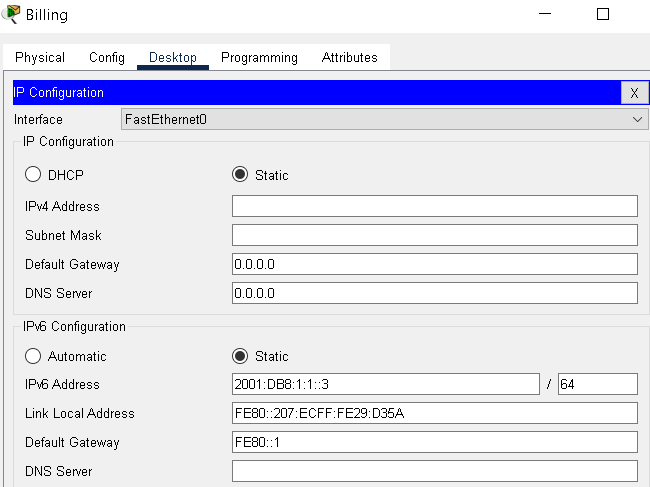 Billing
Physical Config Desktop Programming Attributes
IP Configuration X
Interface FastEthernet0
IP Configuration
DHCP Static
IPv4 Address
Subnet Mask
Default Gateway 0.0.0.0
DNS Server 0.0.0.0
IPv6 Configuration
Automatic Static
IPv6 Address 2001:DB8:1:1::3 / 64
Link Local Address FE80::207:ECFF:FE29:D35A
Default Gateway FE80::1
DNS Server